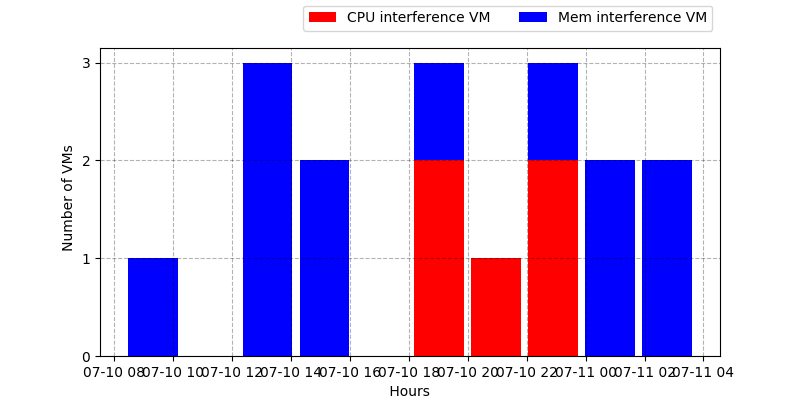 CPU interference VM Mem interference VM
3
2
1
0
Number of VMs
07-10 08 07-10 10 07-10 12 07-10 14 07-10 16 07-10 18 07-10 20 07-10 22 07-11 00 07-11 02 07-11 04
Hours